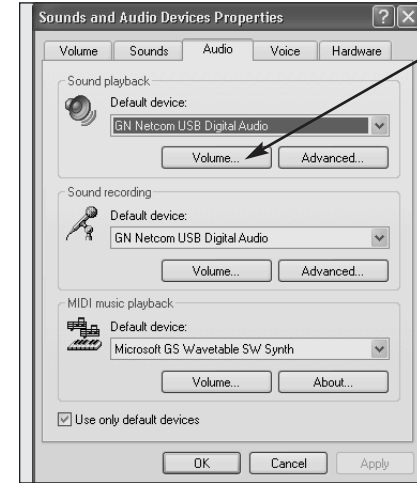 Sounds and Audio Devices Properties
Volume Sounds Audio Voice Hardware
Sound playback
Default device:
GN Netcom USB Digital Audio
Volume... Advanced...
Sound recording
Default device:
GN Netcom USB Digital Audio
Volume... Advanced...
MIDI music playback
Default device:
Microsoft GS Wavetable SW Synth
Volume... About...
Use only default devices
OK Cancel Apply